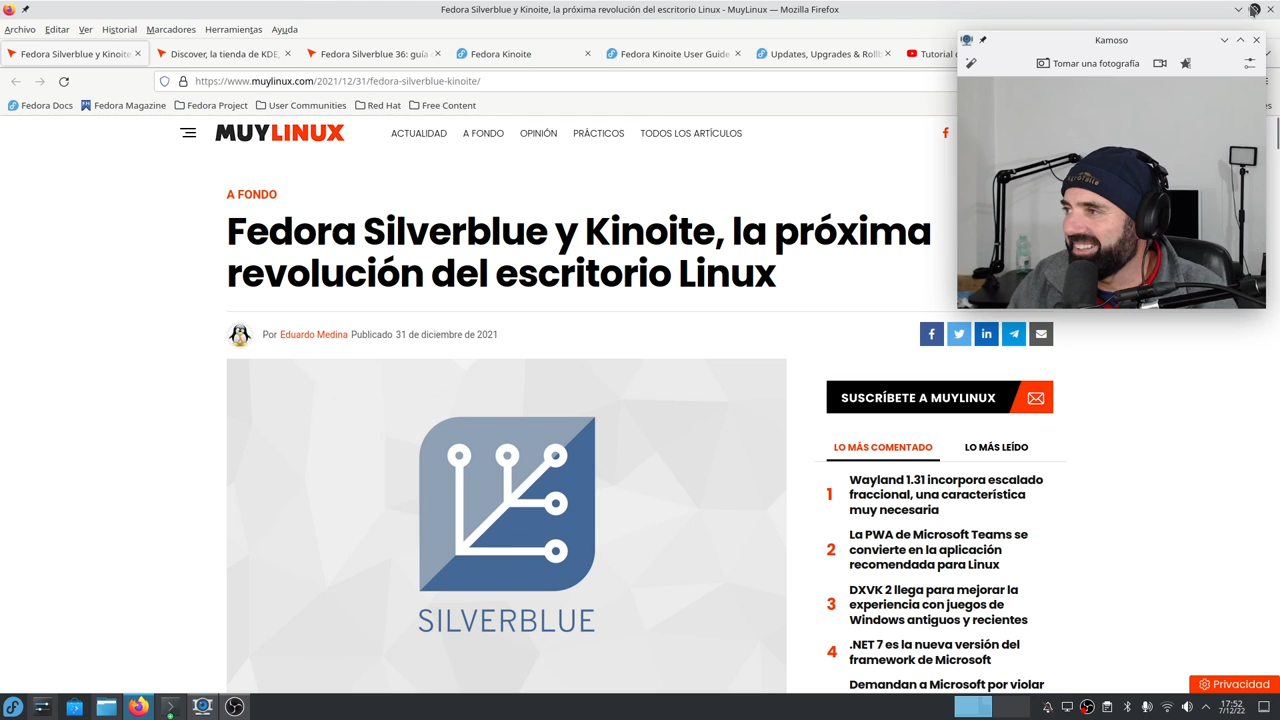 Fedora Silverblue y Kinoite, la próxima revolución del escritorio Linux - MuyLinux — Mozilla Firefox
Archivo Editar Ver Historial Marcadores Herramientas Ayuda
Fedora Silverblue y Kinoite
Discover, la tienda de KDE,
Fedora Silverblue 36: guía
Fedora Kinoite
Fedora Kinoite User Guide
Updates, Upgrades & Rollb
Tutorial d
https://www.muylinux.com/2021/12/31/fedora-silverblue-kinoite/
Fedora Docs Fedora Magazine Fedora Project User Communities Red Hat Free Content
Kamoso
Tomar una fotografía
MUYLINUX
ACTUALIDAD A FONDO OPINIÓN PRÁCTICOS TODOS LOS ARTÍCULOS
A FONDO
Fedora Silverblue y Kinoite, la próxima
revolución del escritorio Linux
Por Eduardo Medina Publicado 31 de diciembre de 2021
SILVERBLUE
SUSCRÍBETE A MUYLINUX
LO MÁS COMENTADO LO MÁS LEÍDO
1 Wayland 1.31 incorpora escalado
fraccional, una característica
muy necesaria
2 La PWA de Microsoft Teams se
convierte en la aplicación
recomendada para Linux
3 DXVK 2 llega para mejorar la
experiencia con juegos de
Windows antiguos y recientes
4 .NET 7 es la nueva versión del
framework de Microsoft
Demandan a Microsoft por violar
Privacidad
17:52
7/12/22